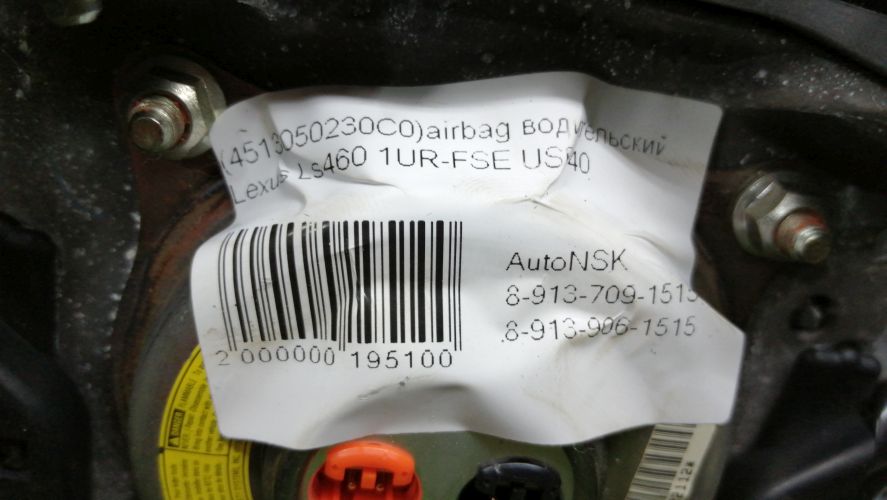 (4513050230C0)airbag водительский
Lexus Ls460 1UR-FSE USF40
AutoNSK
8-913-709-1515
8-913-906-1515
2 000000 195100
DANGER